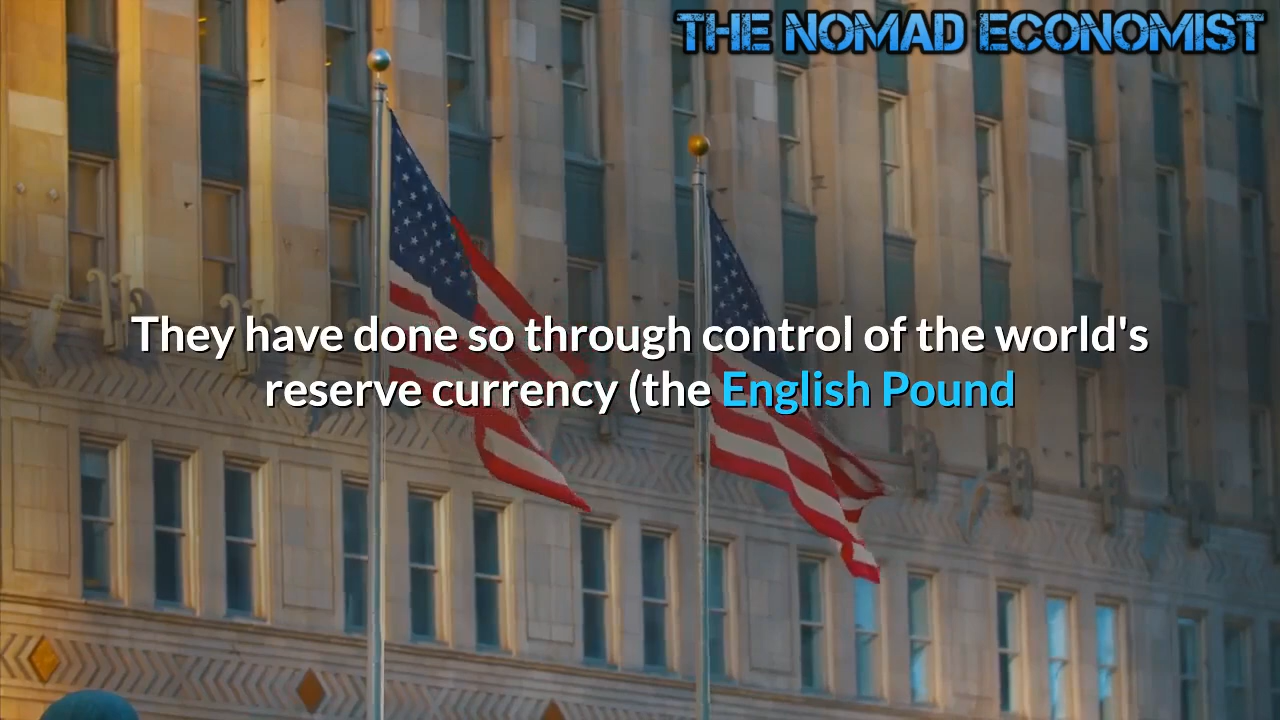 THE NOMAD ECONOMIST
They have done so through control of the world's
reserve currency (the English Pound